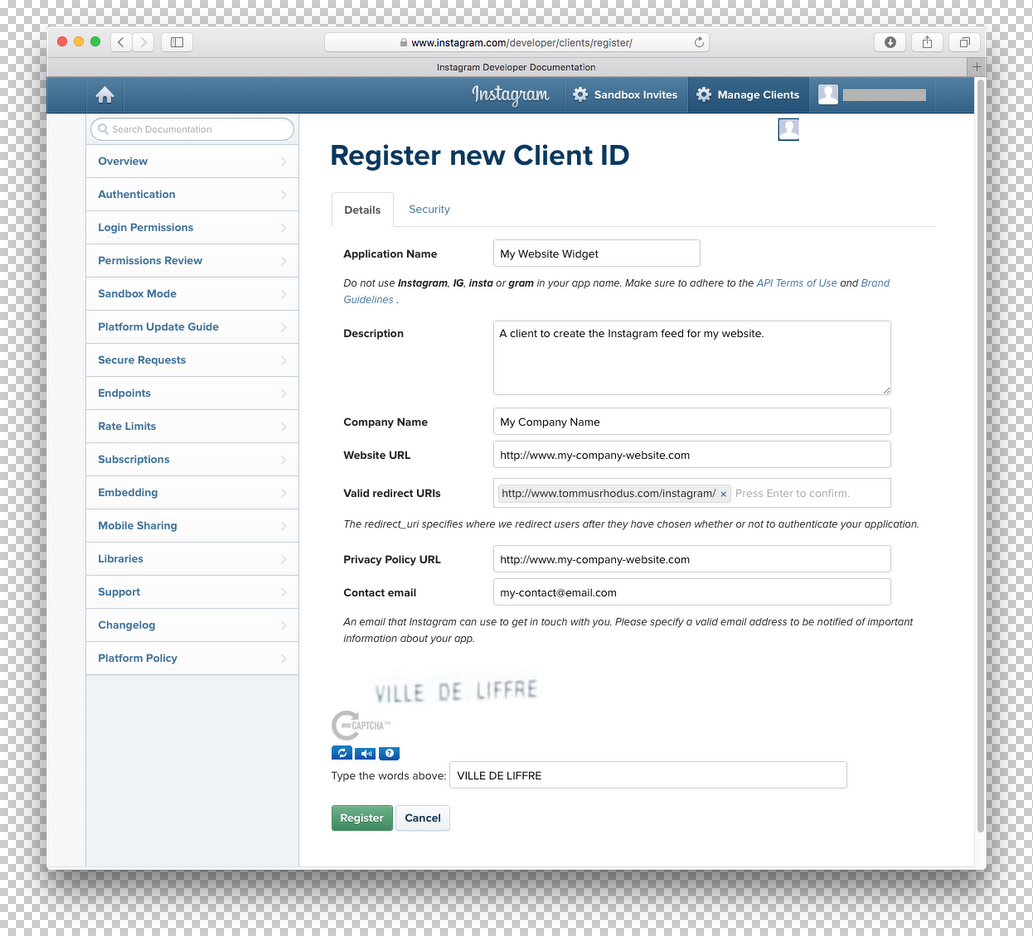 www.instagram.com/developer/clients/register/
Instagram Developer Documentation
Instagram
Sandbox Invites
Manage Clients
Search Documentation
Overview
Authentication
Login Permissions
Permissions Review
Sandbox Mode
Platform Update Guide
Secure Requests
Endpoints
Rate Limits
Subscriptions
Embedding
Mobile Sharing
Libraries
Support
Changelog
Platform Policy
Register new Client ID
Details
Security
Application Name
My Website Widget
Do not use Instagram, IG, insta or gram in your app name. Make sure to adhere to the API Terms of Use and Brand
Guidelines .
Description
A client to create the Instagram feed for my website.
Company Name
My Company Name
Website URL
http://www.my-company-website.com
Valid redirect URIs
http://www.tommusrhodus.com/instagram/ × Press Enter to confirm.
The redirect_uri specifies where we redirect users after they have chosen whether or not to authenticate your application.
Privacy Policy URL
http://www.my-company-website.com
Contact email
my-contact@email.com
An email that Instagram can use to get in touch with you. Please specify a valid email address to be notified of important
information about your app.
VILLE DE LIFFRE
reCAPTCHA™
Type the words above: VILLE DE LIFFRE
Register
Cancel